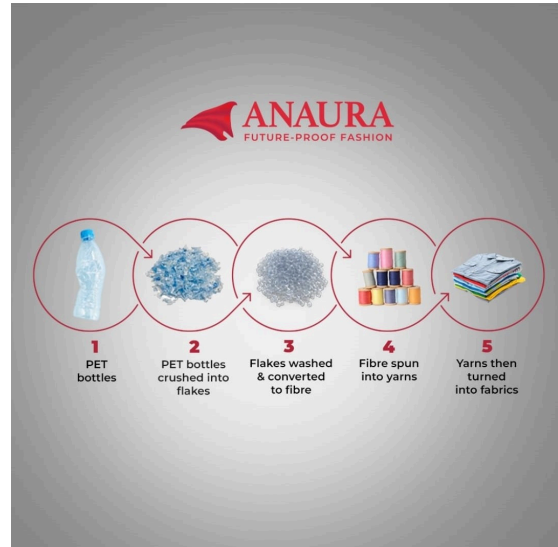 ANAURA
FUTURE-PROOF FASHION
1
PET
bottles
2
PET bottles
crushed into
flakes
3
Flakes washed
& converted
to fibre
4
Fibre spun
into yarns
5
Yarns then
turned
into fabrics